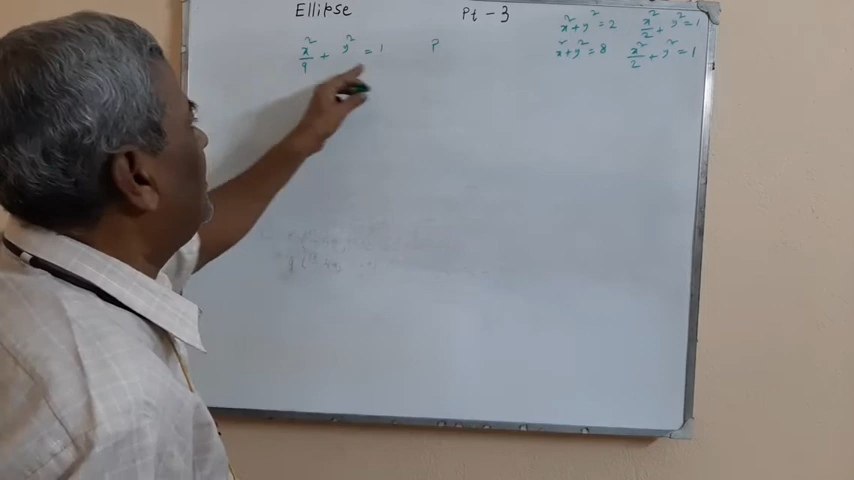 Ellipse Pt - 3
x²/9 + y² = 1 P
x² + y² = 2 x²/2 + y² = 1
x² + y² = 8 x²/2 + y² = 1